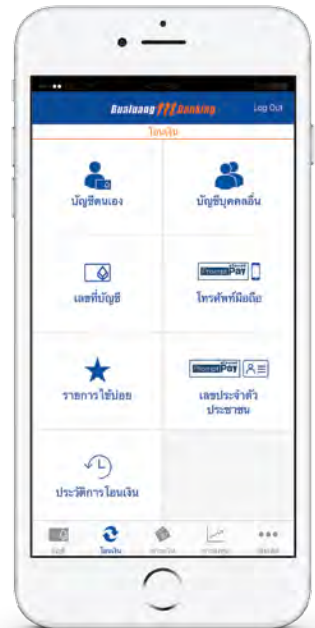 Bualuang mBanking
Log Out
โอนเงิน
บัญชีตนเอง
บัญชีบุคคลอื่น
เลขที่บัญชี
PromptPay
โทรศัพท์มือถือ
รายการใช้บ่อย
PromptPay
เลขประจำตัว
ประชาชน
ประวัติการโอนเงิน
บัญชี
โอนเงิน